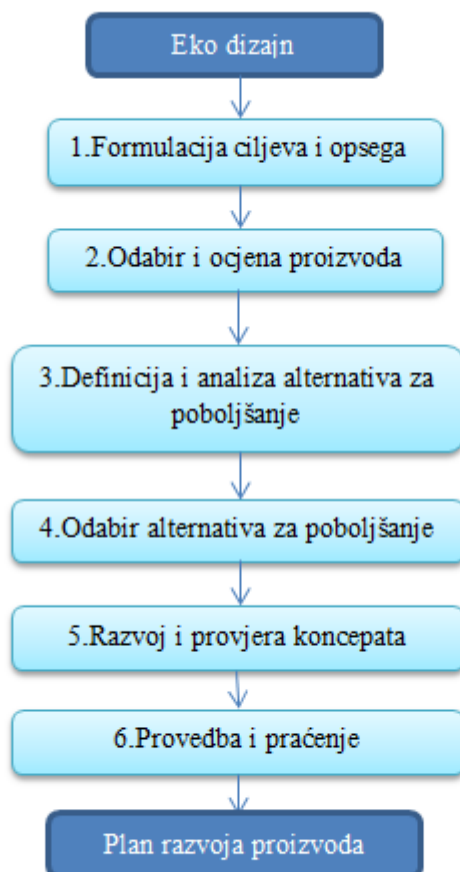 Eko dizajn
1.Formulacija ciljeva i opsega
2.Odabir i ocjena proizvoda
3.Definicija i analiza alternativa za
poboljšanje
4.Odabir alternativa za poboljšanje
5.Razvoj i provjera koncepata
6.Provedba i praćenje
Plan razvoja proizvoda